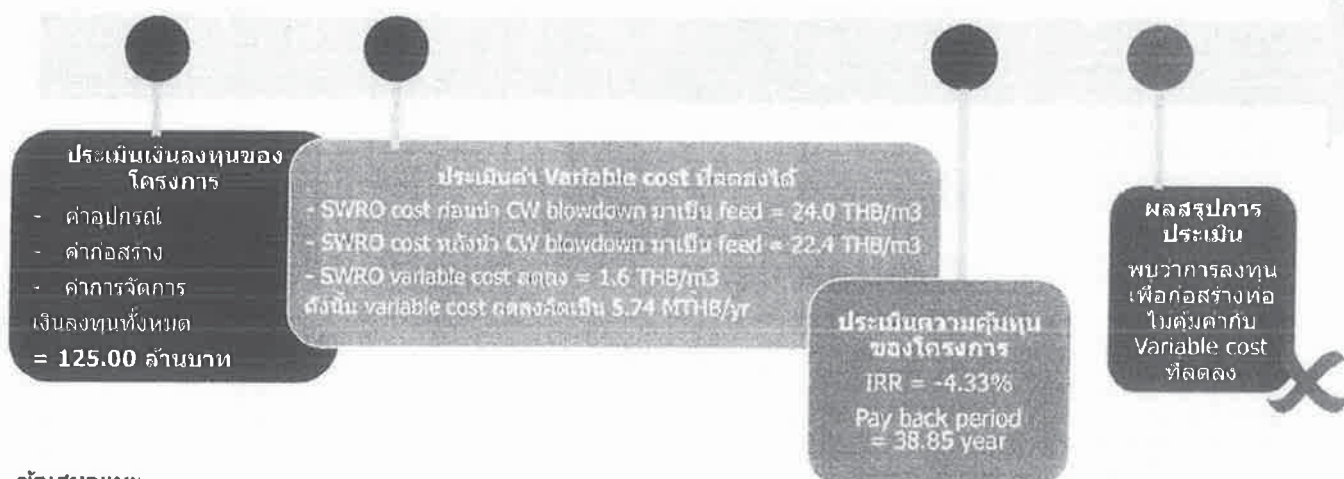 ประเมินเงินลงทุนของ
โครงการ
- ค่าอุปกรณ์
- ค่าก่อสร้าง
- ค่าการจัดการ
เงินลงทุนทั้งหมด
= 125.00 ล้านบาท
ประเมินค่า Variable cost ที่ลดลงได้
- SWRO cost ก่อนนำ CW blowdown มาเป็น feed = 24.0 THB/m3
- SWRO cost หลังนำ CW blowdown มาเป็น feed = 22.4 THB/m3
- SWRO variable cost ลดลง = 1.6 THB/m3
ดังนั้น variable cost ลดลงคิดเป็น 5.74 MTHB/yr
ประเมินความคุ้มทุน
ของโครงการ
IRR = -4.33%
Pay back period
= 38.85 year
ผลสรุปการ
ประเมิน
พบว่าการลงทุน
เพื่อก่อสร้างท่อ
ไม่คุ้มค่ากับ
Variable cost
ที่ลดลง